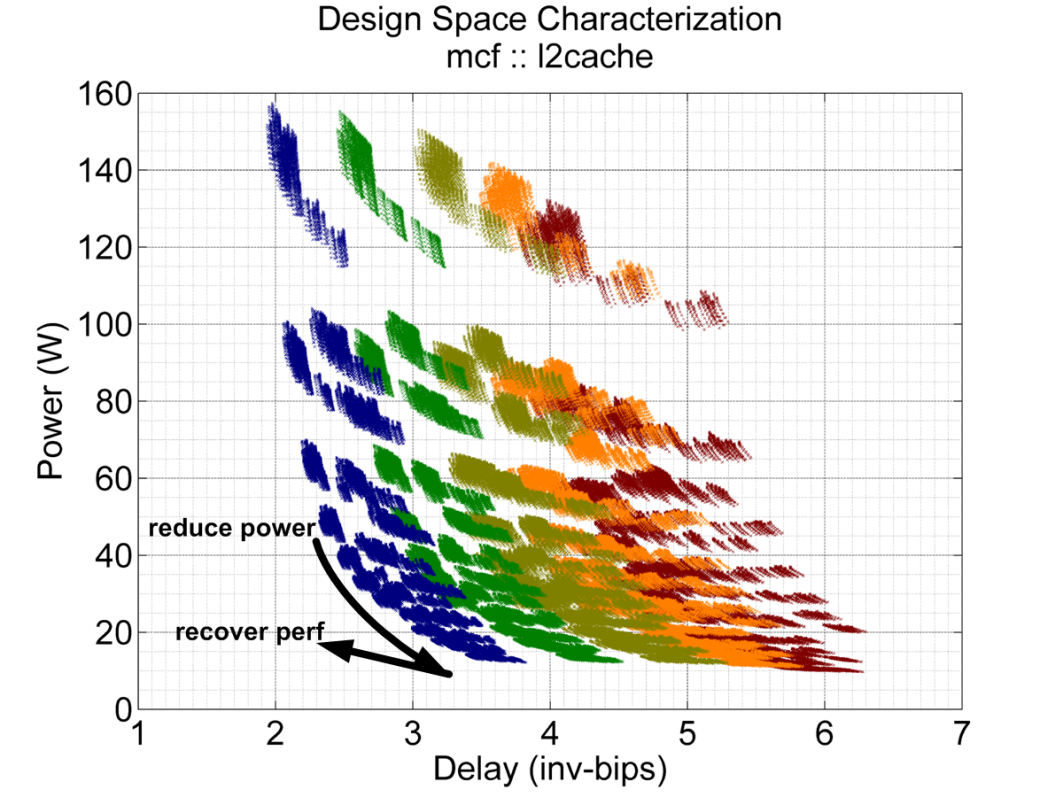 Design Space Characterization
mcf :: l2cache
160
140
120
100
80
60
40
20
0
Power (W)
reduce power
recover perf
1 2 3 4 5 6 7
Delay (inv-bips)